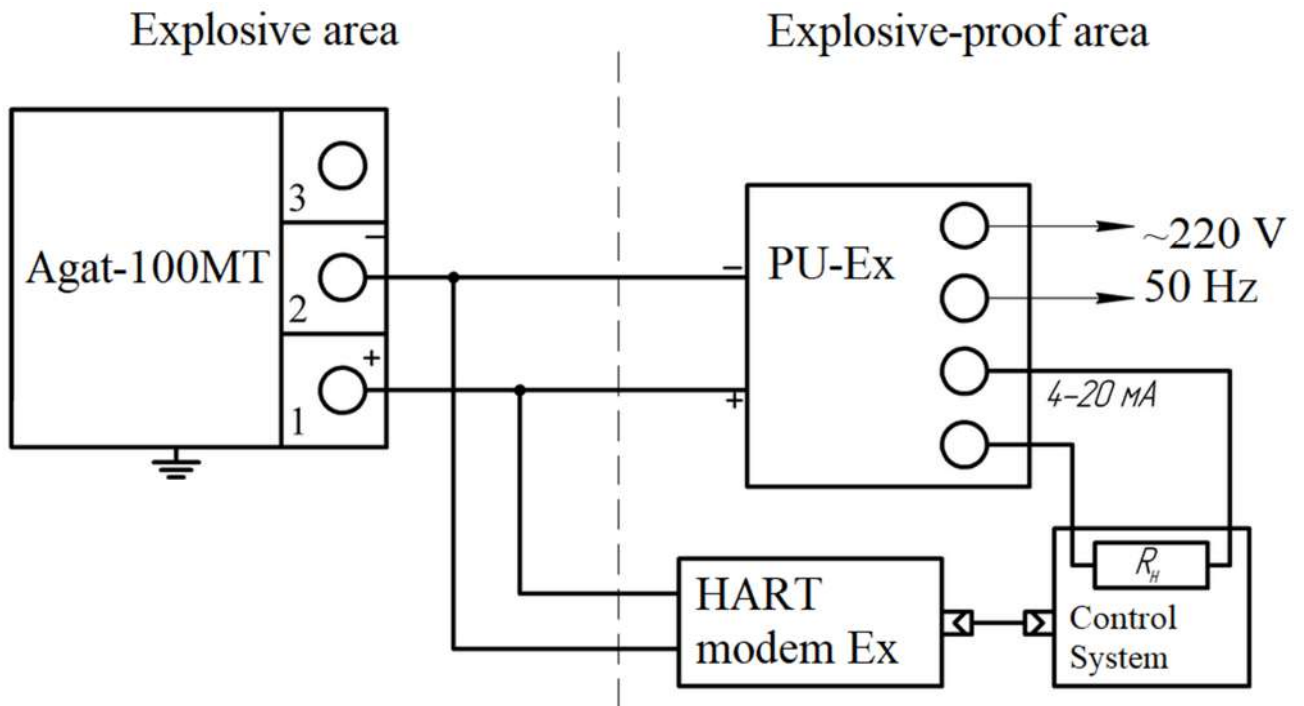 Explosive area
Explosive-proof area
Agat-100MT
3
2
−
1
+
−
+
PU-Ex
~220 V
50 Hz
4-20 мА
HART
modem Ex
Rн
Control
System